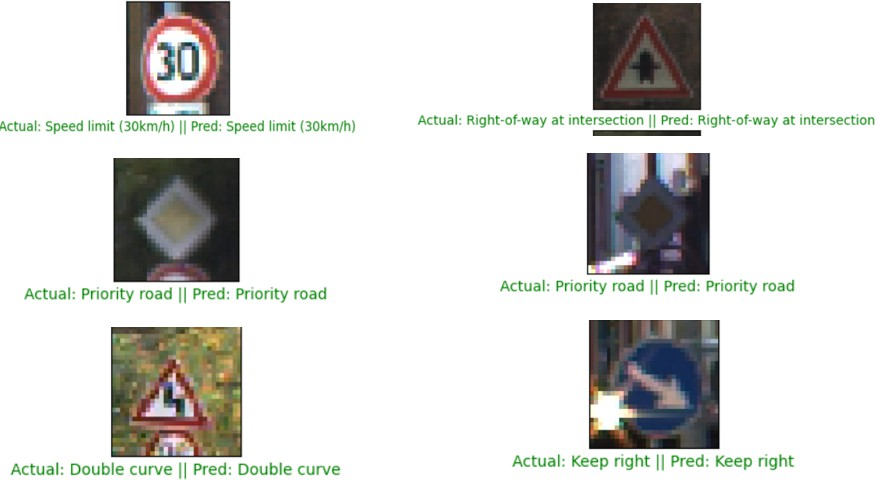 30
Actual: Speed limit (30km/h) || Pred: Speed limit (30km/h)
Actual: Right-of-way at intersection || Pred: Right-of-way at intersection
Actual: Priority road || Pred: Priority road
Actual: Priority road || Pred: Priority road
Actual: Double curve || Pred: Double curve
Actual: Keep right || Pred: Keep right